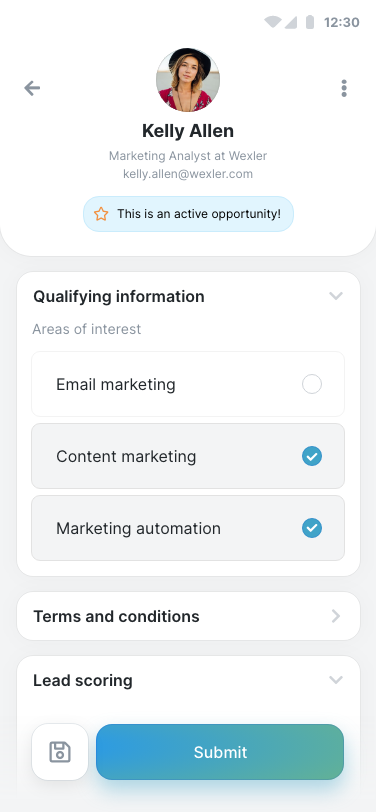 12:30
Kelly Allen
Marketing Analyst at Wexler
kelly.allen@wexler.com
This is an active opportunity!
Qualifying information
Areas of interest
Email marketing
Content marketing
Marketing automation
Terms and conditions
Lead scoring
Submit